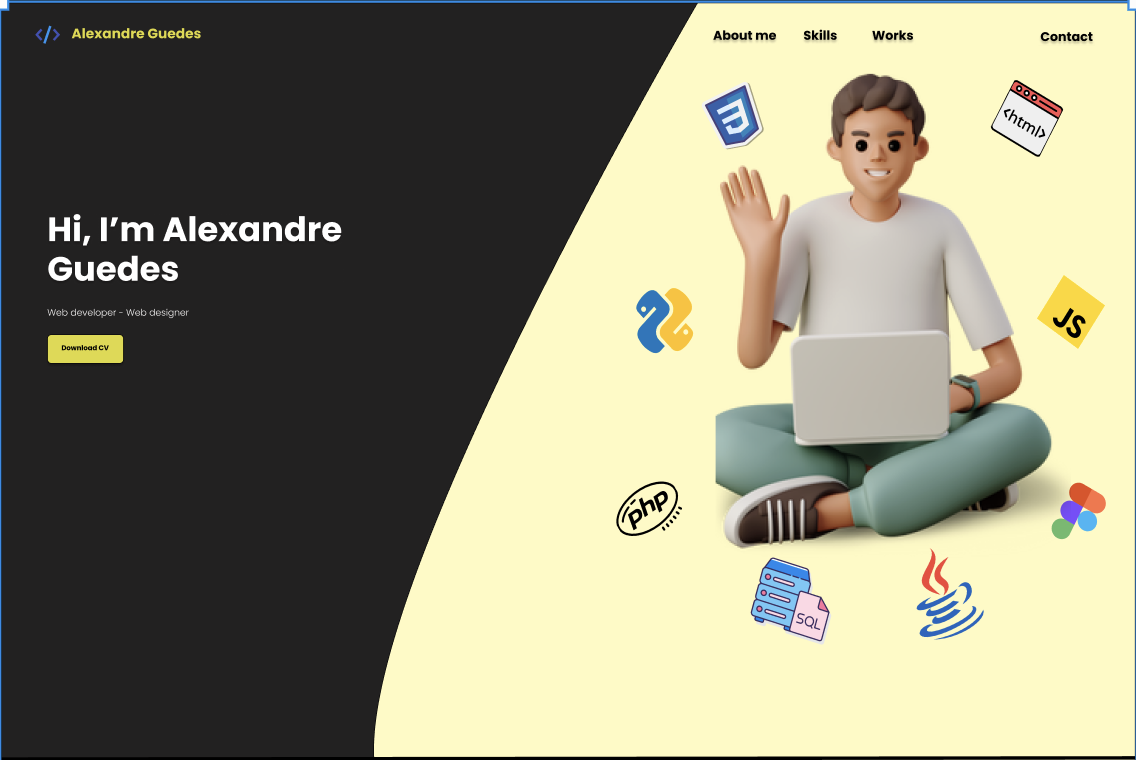 </> Alexandre Guedes
About me Skills Works Contact
3
<html>
Hi, I’m Alexandre
Guedes
Web developer - Web designer
Download CV
JS
php
SQL